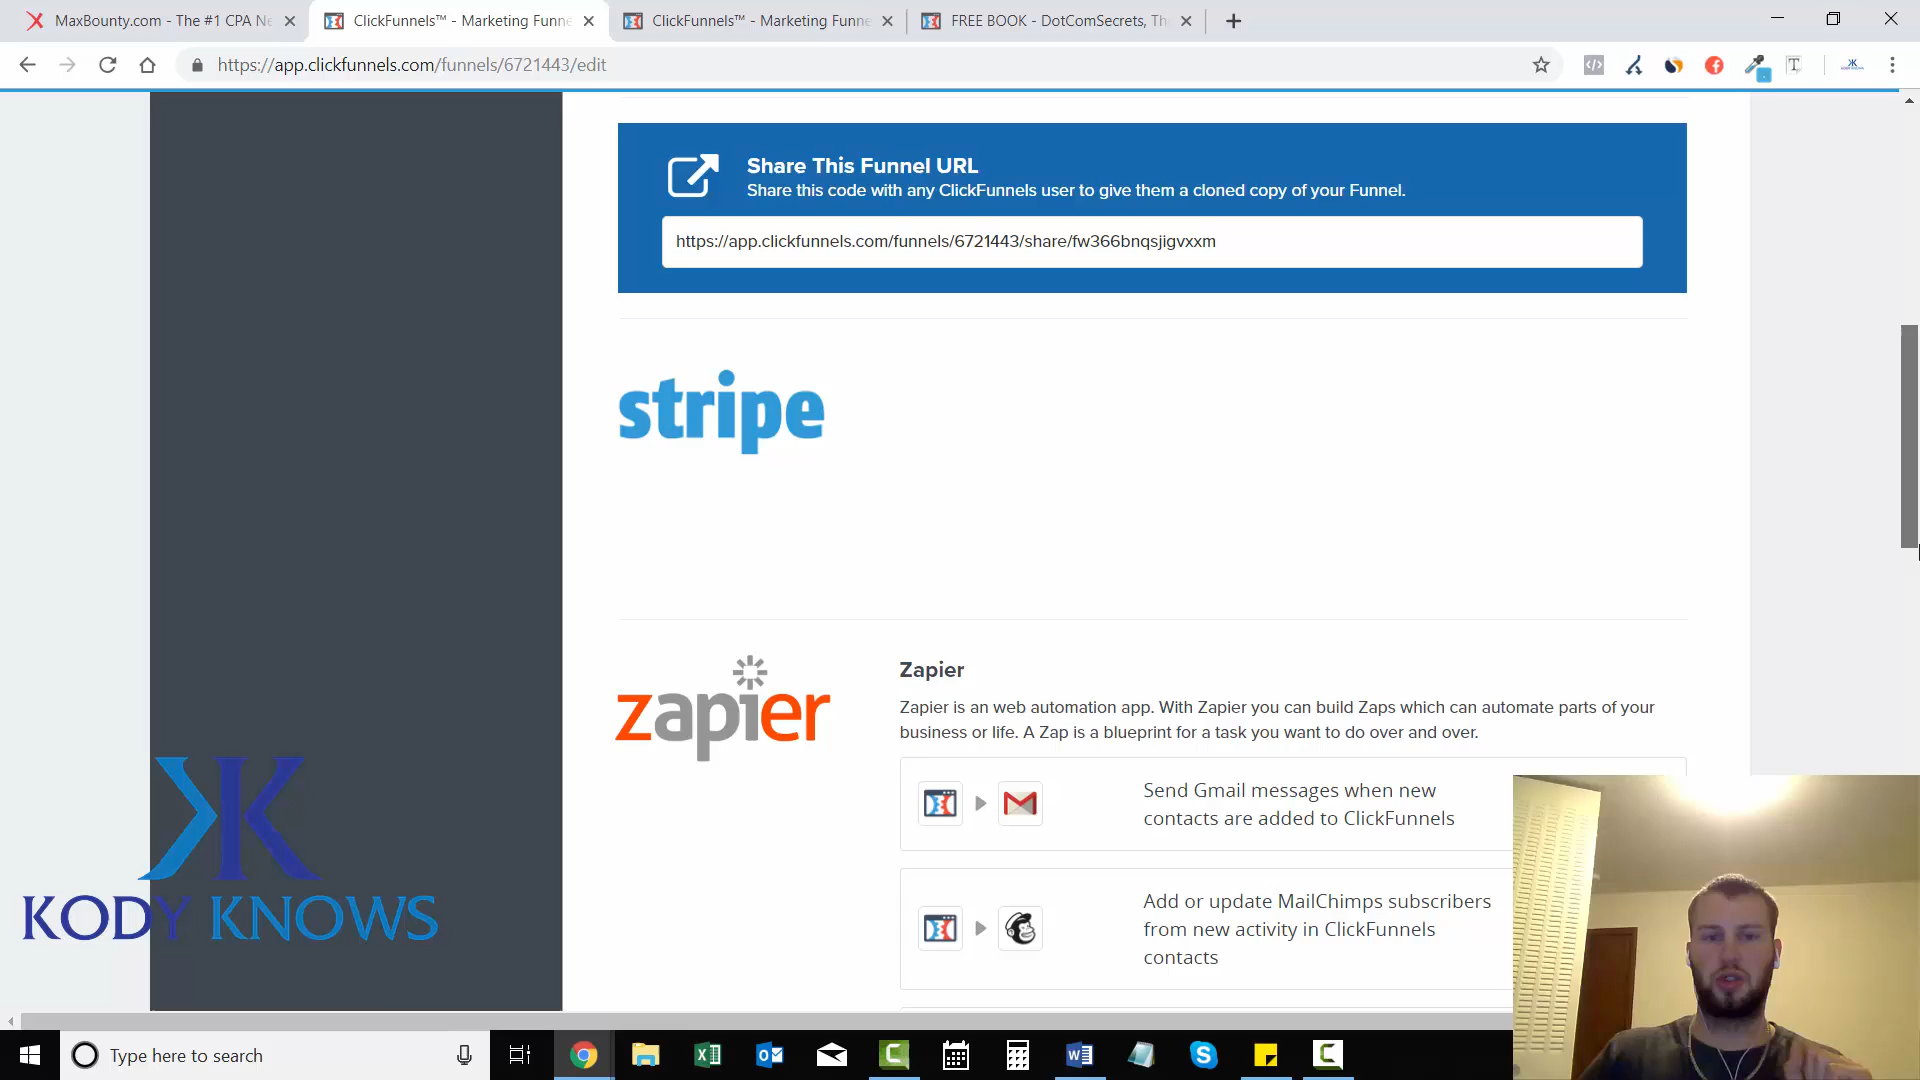 MaxBounty.com - The #1 CPA Ne
ClickFunnels™ - Marketing Funne
ClickFunnels™ - Marketing Funne
FREE BOOK - DotComSecrets, Th
https://app.clickfunnels.com/funnels/6721443/edit
Share This Funnel URL
Share this code with any ClickFunnels user to give them a cloned copy of your Funnel.
https://app.clickfunnels.com/funnels/6721443/share/fw366bnqsjigvxxm
stripe
zapier
Zapier
Zapier is an web automation app. With Zapier you can build Zaps which can automate parts of your
business or life. A Zap is a blueprint for a task you want to do over and over.
Send Gmail messages when new
contacts are added to ClickFunnels
Add or update MailChimps subscribers
from new activity in ClickFunnels
contacts
KODY KNOWS
Type here to search